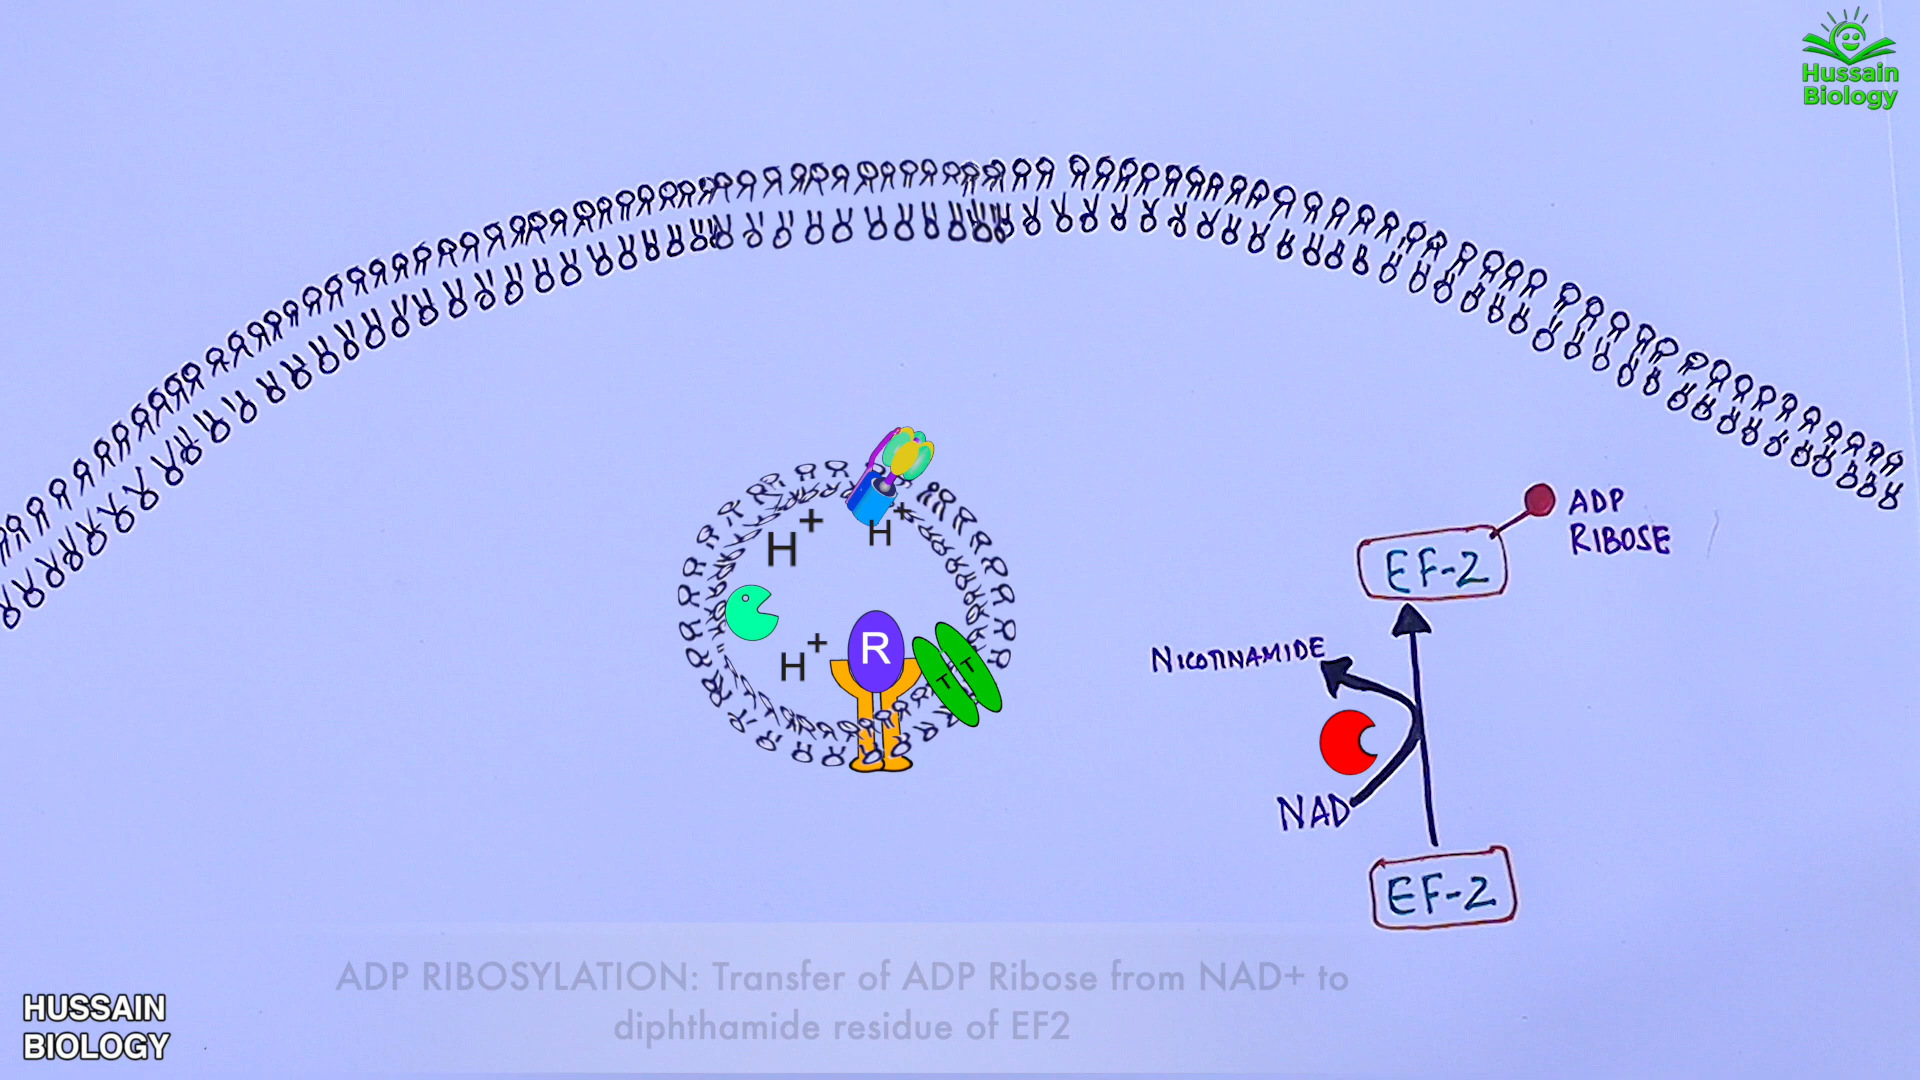 Hussain
Biology
H+
H+
H+
R
T
T
ADP
RIBOSE
EF-2
NICOTINAMIDE
NAD
EF-2
ADP RIBOSYLATION: Transfer of ADP Ribose from NAD+ to
diphthamide residue of EF2
HUSSAIN
BIOLOGY